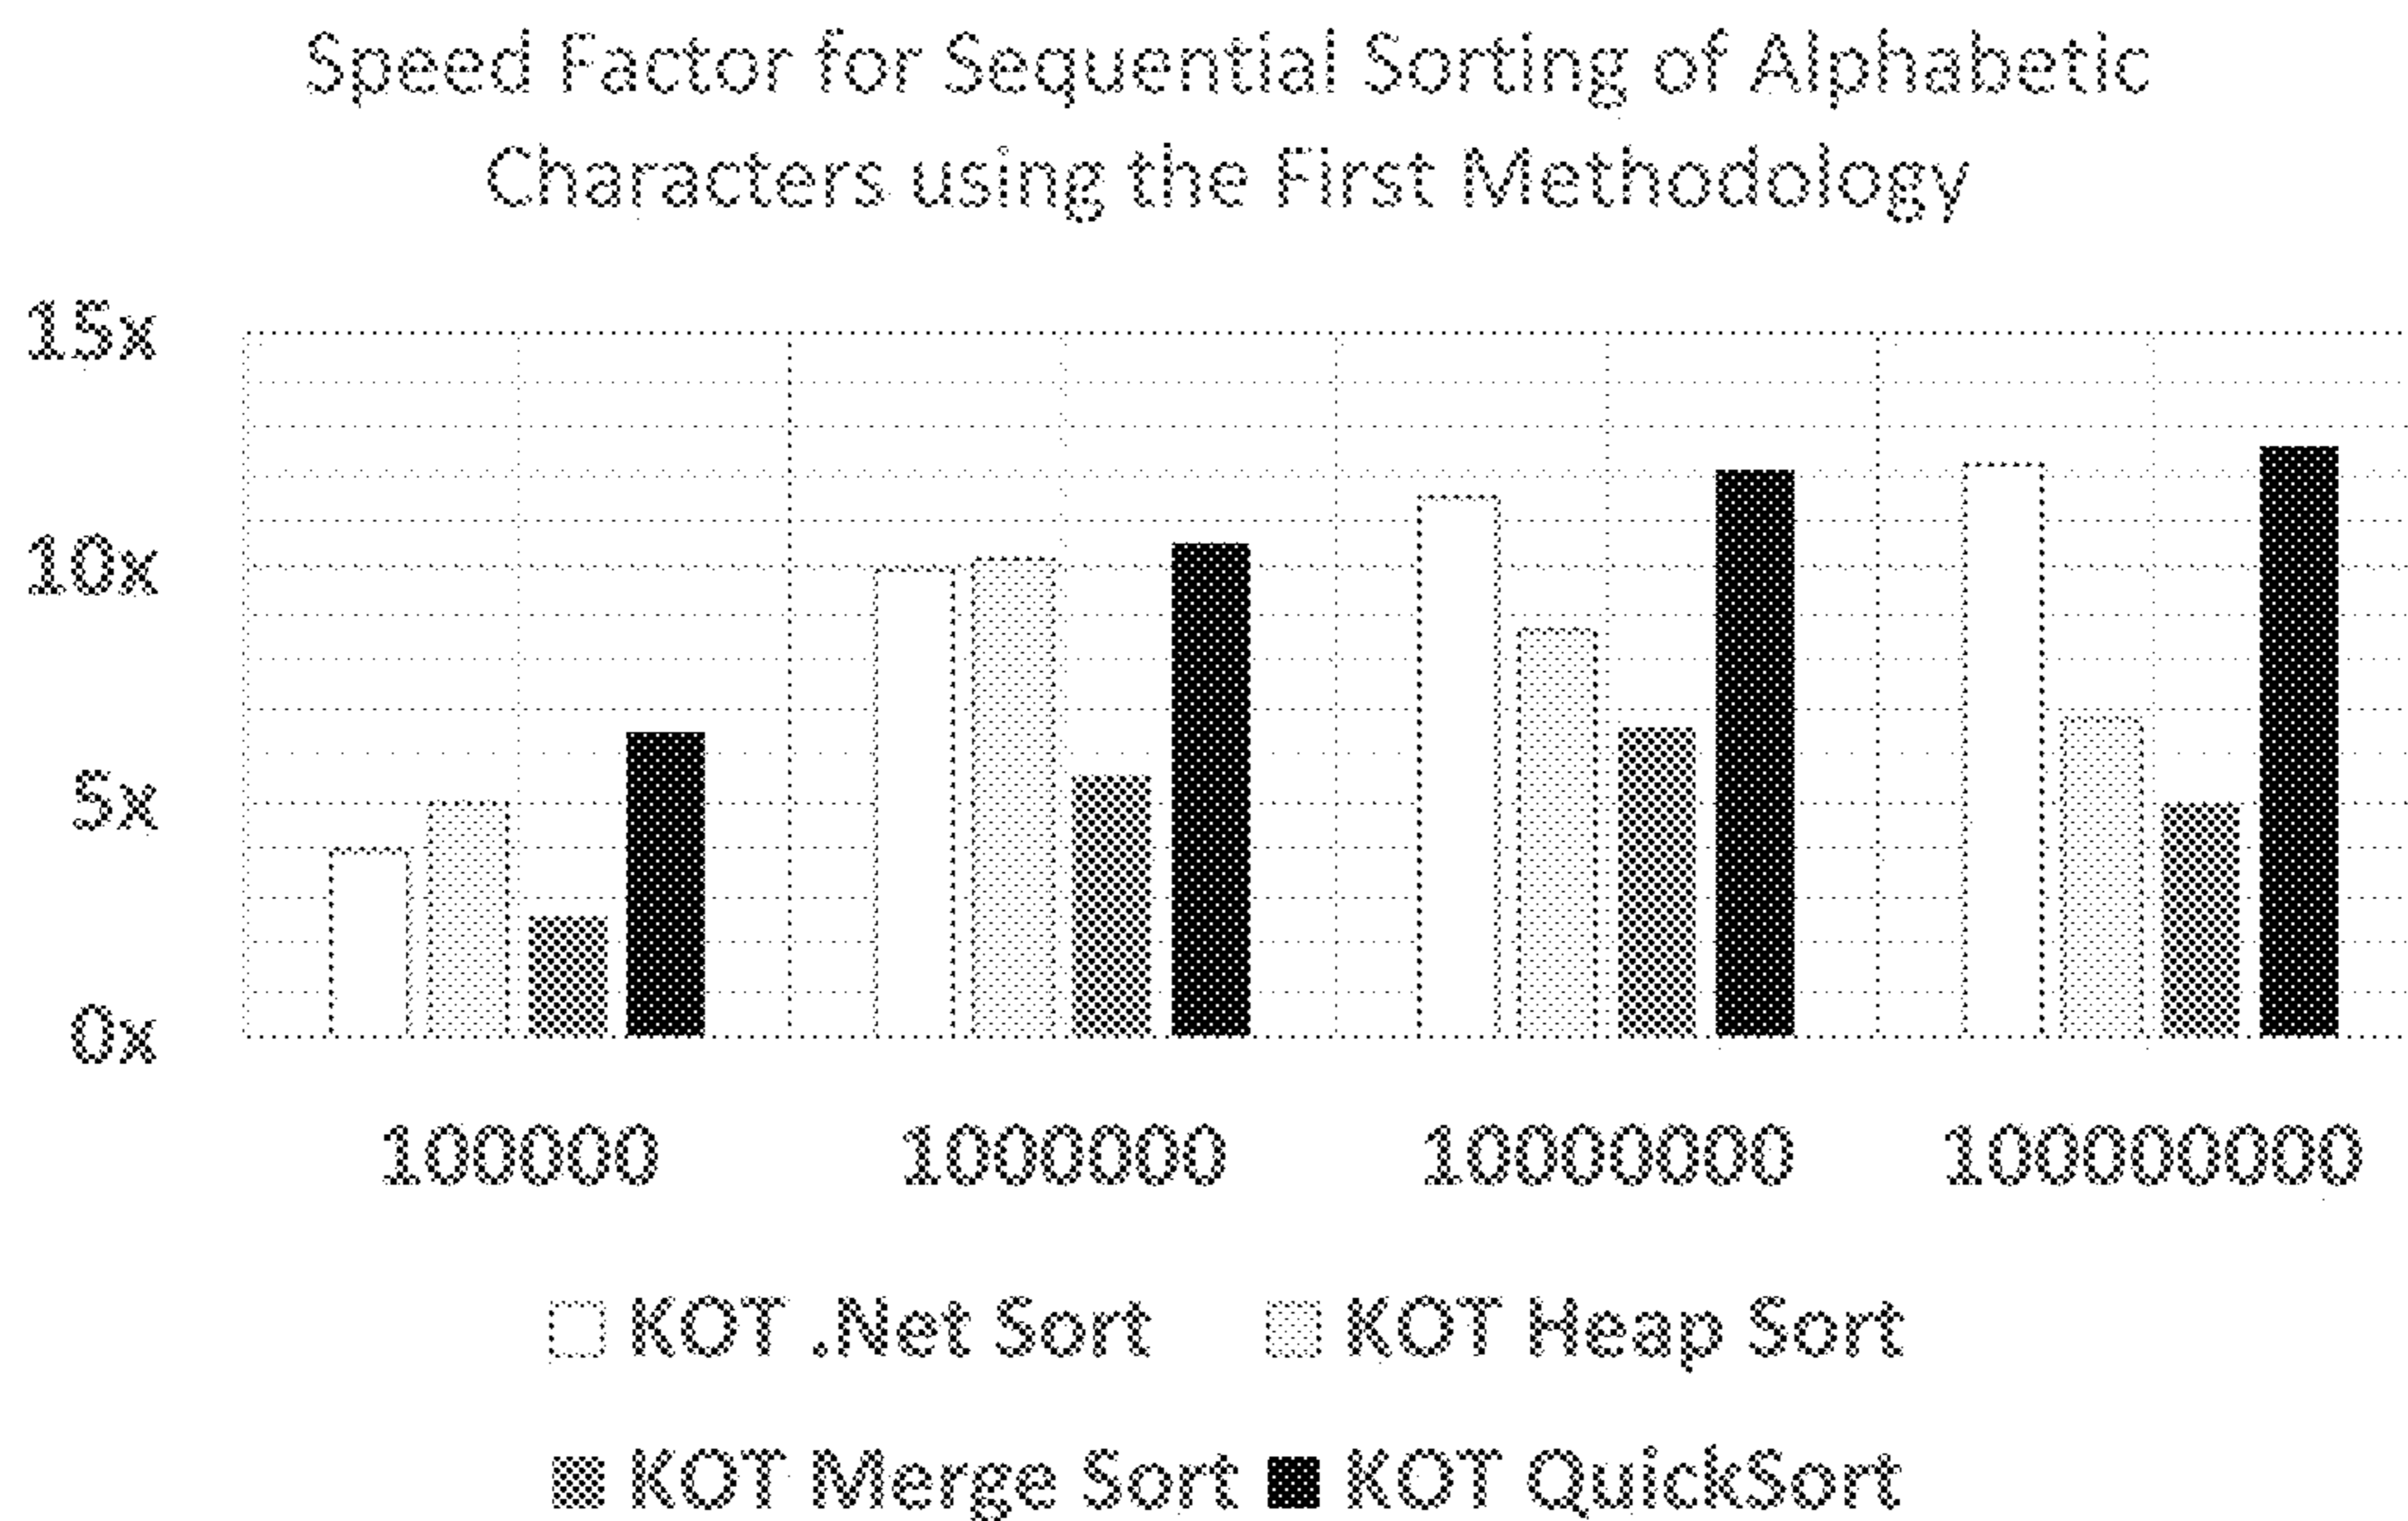 Speed Factor for Sequential Sorting of Alphabetic
Characters using the First Methodology
15x
10x
5x
0x
100000 1000000 10000000 100000000
KOT .Net Sort KOT Heap Sort
KOT Merge Sort KOT QuickSort